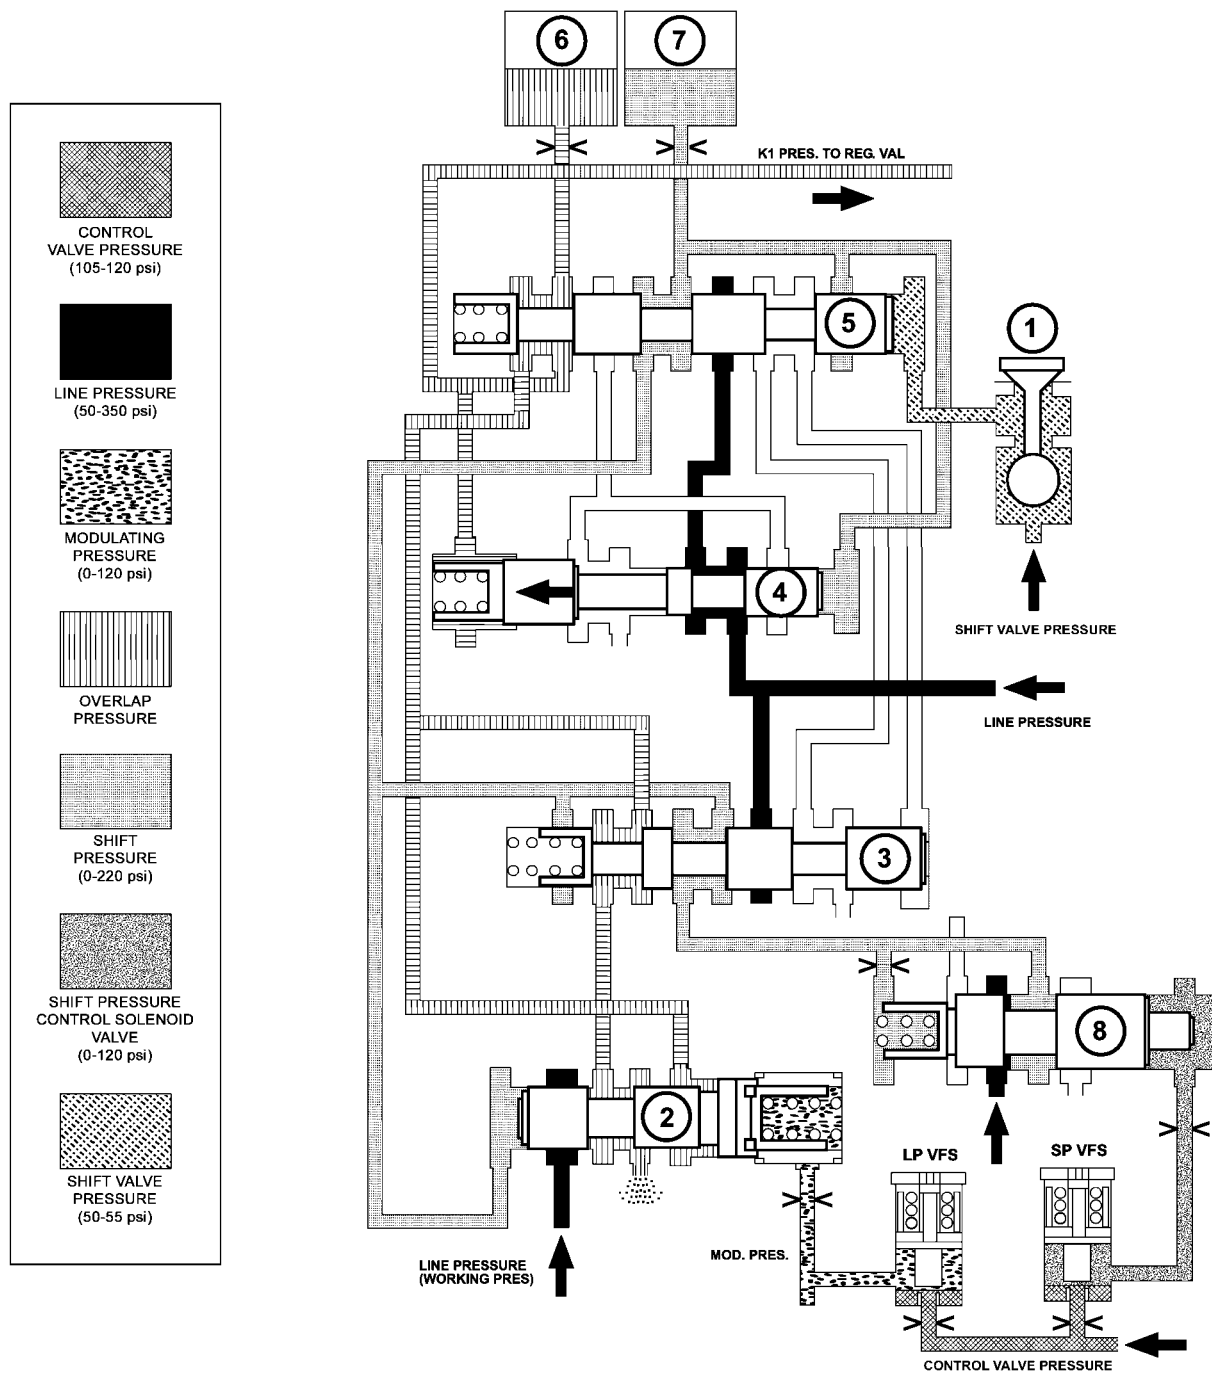 6
7
K1 PRES. TO REG. VAL
CONTROL
VALVE PRESSURE
(105-120 psi)
5
1
LINE PRESSURE
(50-350 psi)
MODULATING
PRESSURE
(0-120 psi)
4
SHIFT VALVE PRESSURE
OVERLAP
PRESSURE
LINE PRESSURE
SHIFT
PRESSURE
(0-220 psi)
3
SHIFT PRESSURE
CONTROL SOLENOID
VALVE
(0-120 psi)
8
2
SHIFT VALVE
PRESSURE
(50-55 psi)
LP VFS
SP VFS
MOD. PRES.
LINE PRESSURE
(WORKING PRES)
CONTROL VALVE PRESSURE